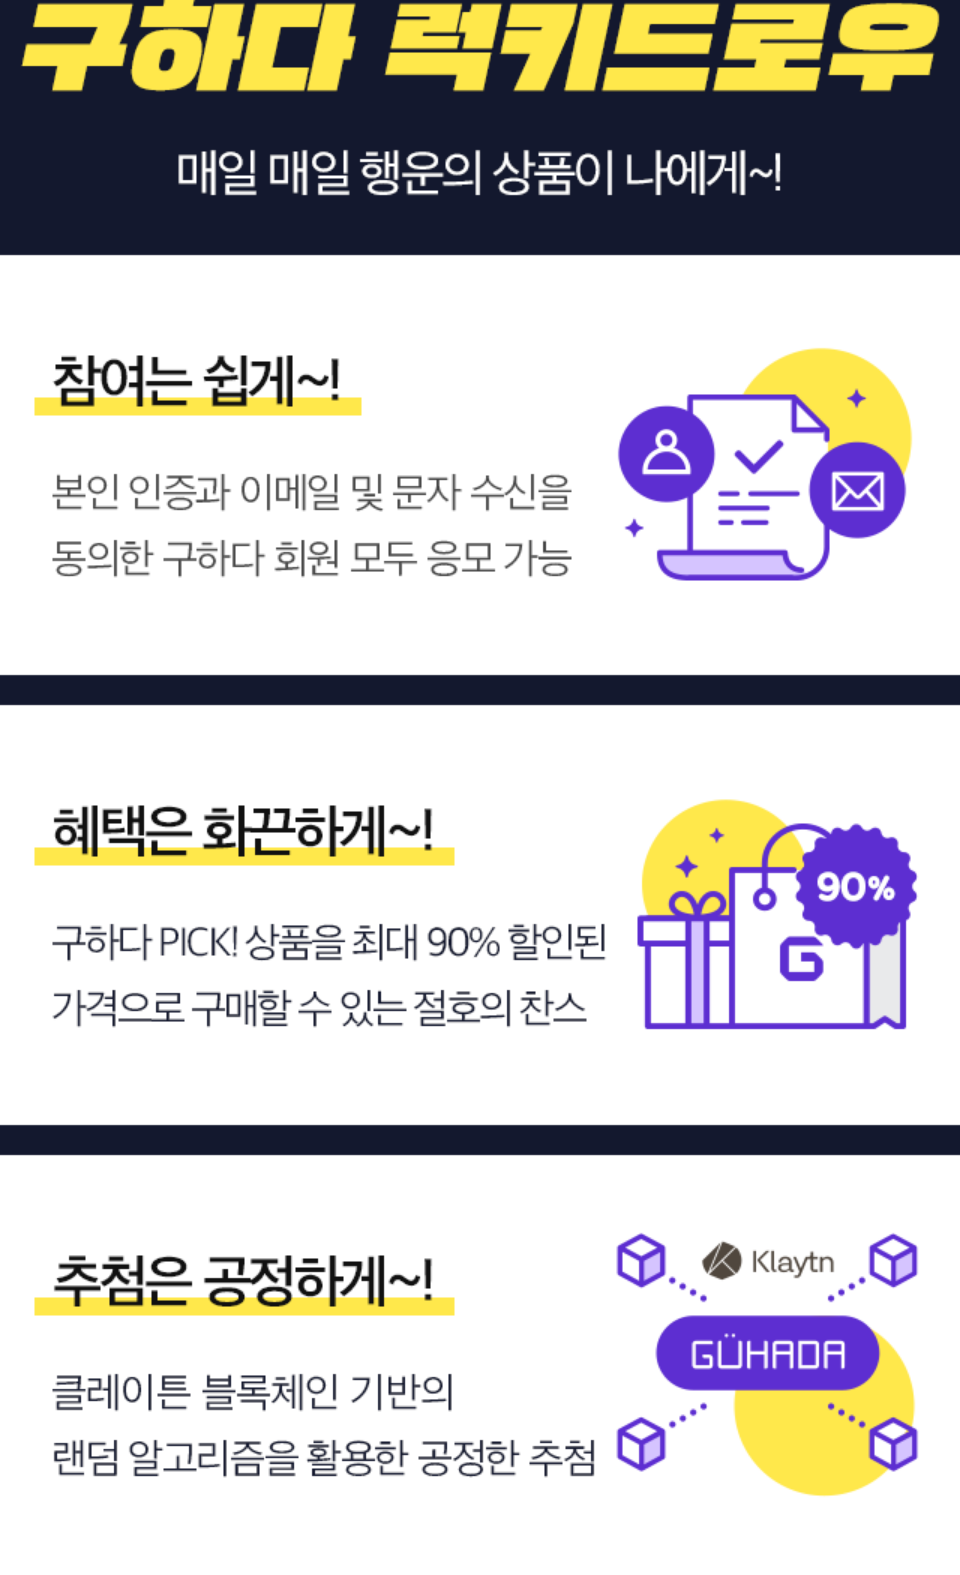 구하다 럭키드로우
매일 매일 행운의 상품이 나에게~!
참여는 쉽게~!
본인 인증과 이메일 및 문자 수신을
동의한 구하다 회원 모두 응모 가능
혜택은 화끈하게~!
구하다 PICK! 상품을 최대 90% 할인된
가격으로 구매할 수 있는 절호의 찬스
90%
G
추첨은 공정하게~!
클레이튼 블록체인 기반의
랜덤 알고리즘을 활용한 공정한 추첨
Klaytn
GÜHADA